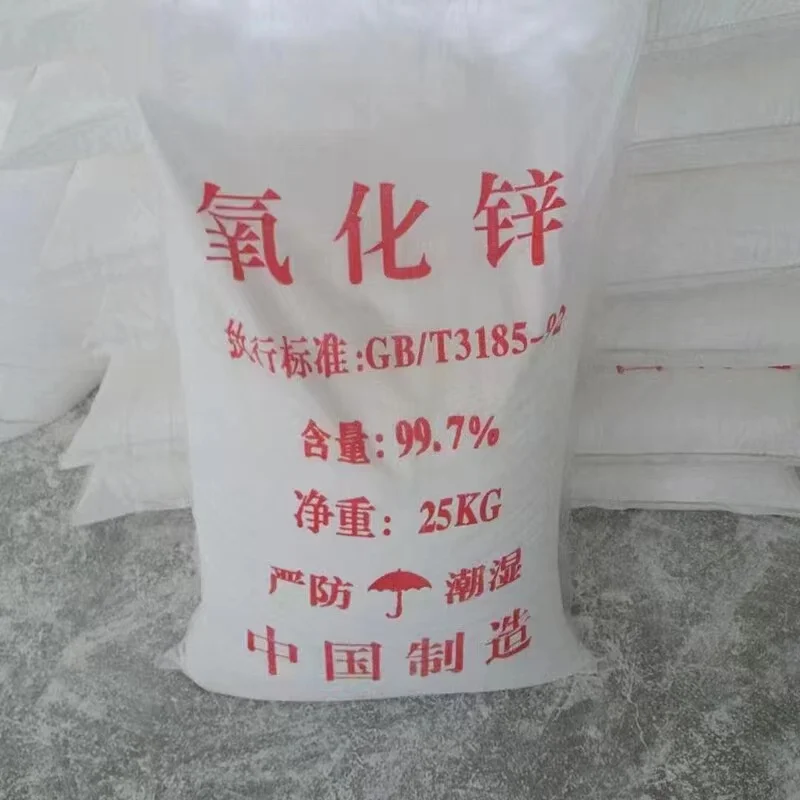 氧化锌
执行标准:GB/T3185-92
含量:99.7%
净重:25KG
严防潮湿
中国制造